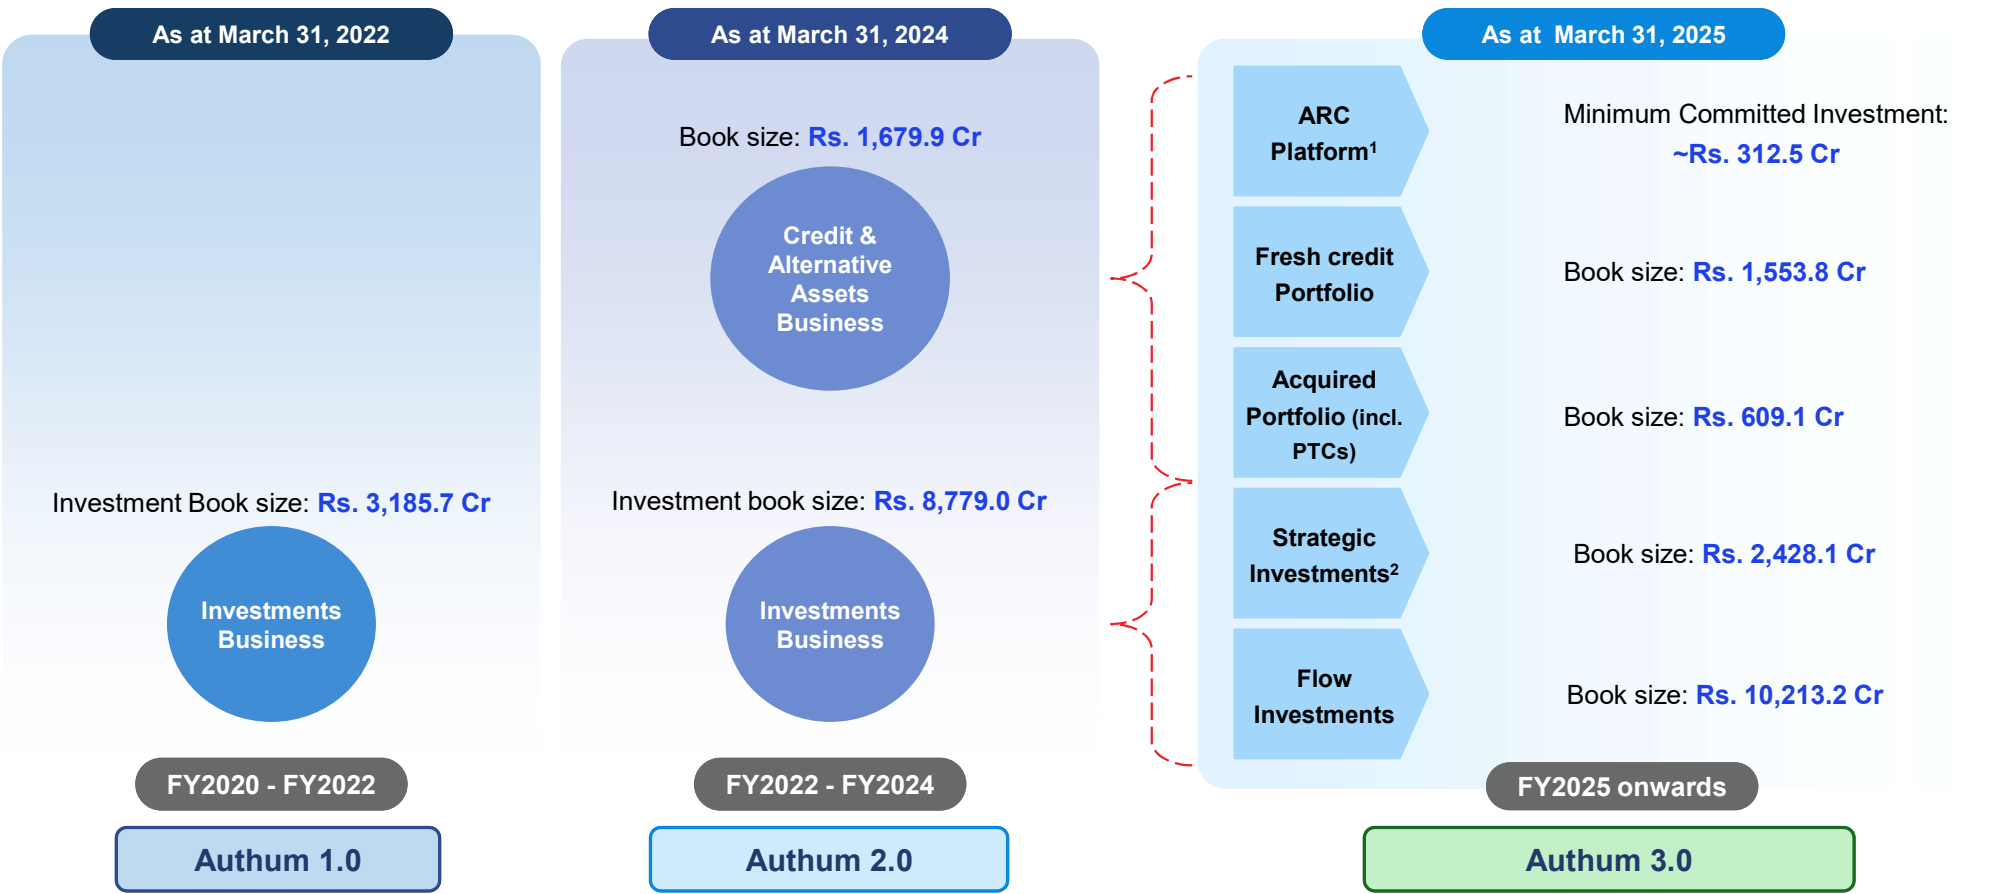 As at March 31, 2022
Investment Book size: Rs. 3,185.7 Cr
Investments
Business
FY2020 - FY2022
Authum 1.0
As at March 31, 2024
Book size: Rs. 1,679.9 Cr
Credit &
Alternative
Assets
Business
Investment book size: Rs. 8,779.0 Cr
Investments
Business
FY2022 - FY2024
Authum 2.0
As at March 31, 2025
ARC
Platform¹
Minimum Committed Investment:
~Rs. 312.5 Cr
Fresh credit
Portfolio
Book size: Rs. 1,553.8 Cr
Acquired
Portfolio (incl.
PTCs)
Book size: Rs. 609.1 Cr
Strategic
Investments²
Book size: Rs. 2,428.1 Cr
Flow
Investments
Book size: Rs. 10,213.2 Cr
FY2025 onwards
Authum 3.0